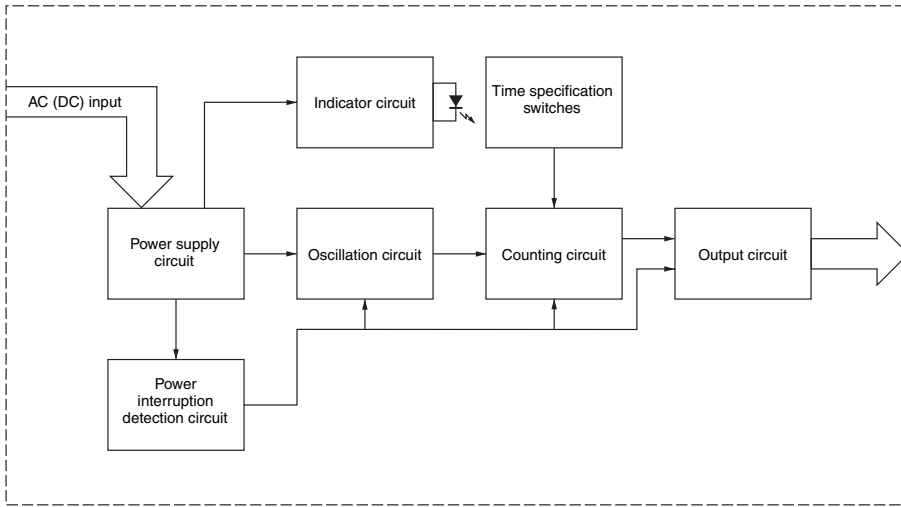 AC (DC) input
Indicator circuit
Time specification
switches
Power supply
circuit
Oscillation circuit
Counting circuit
Output circuit
Power
interruption
detection circuit